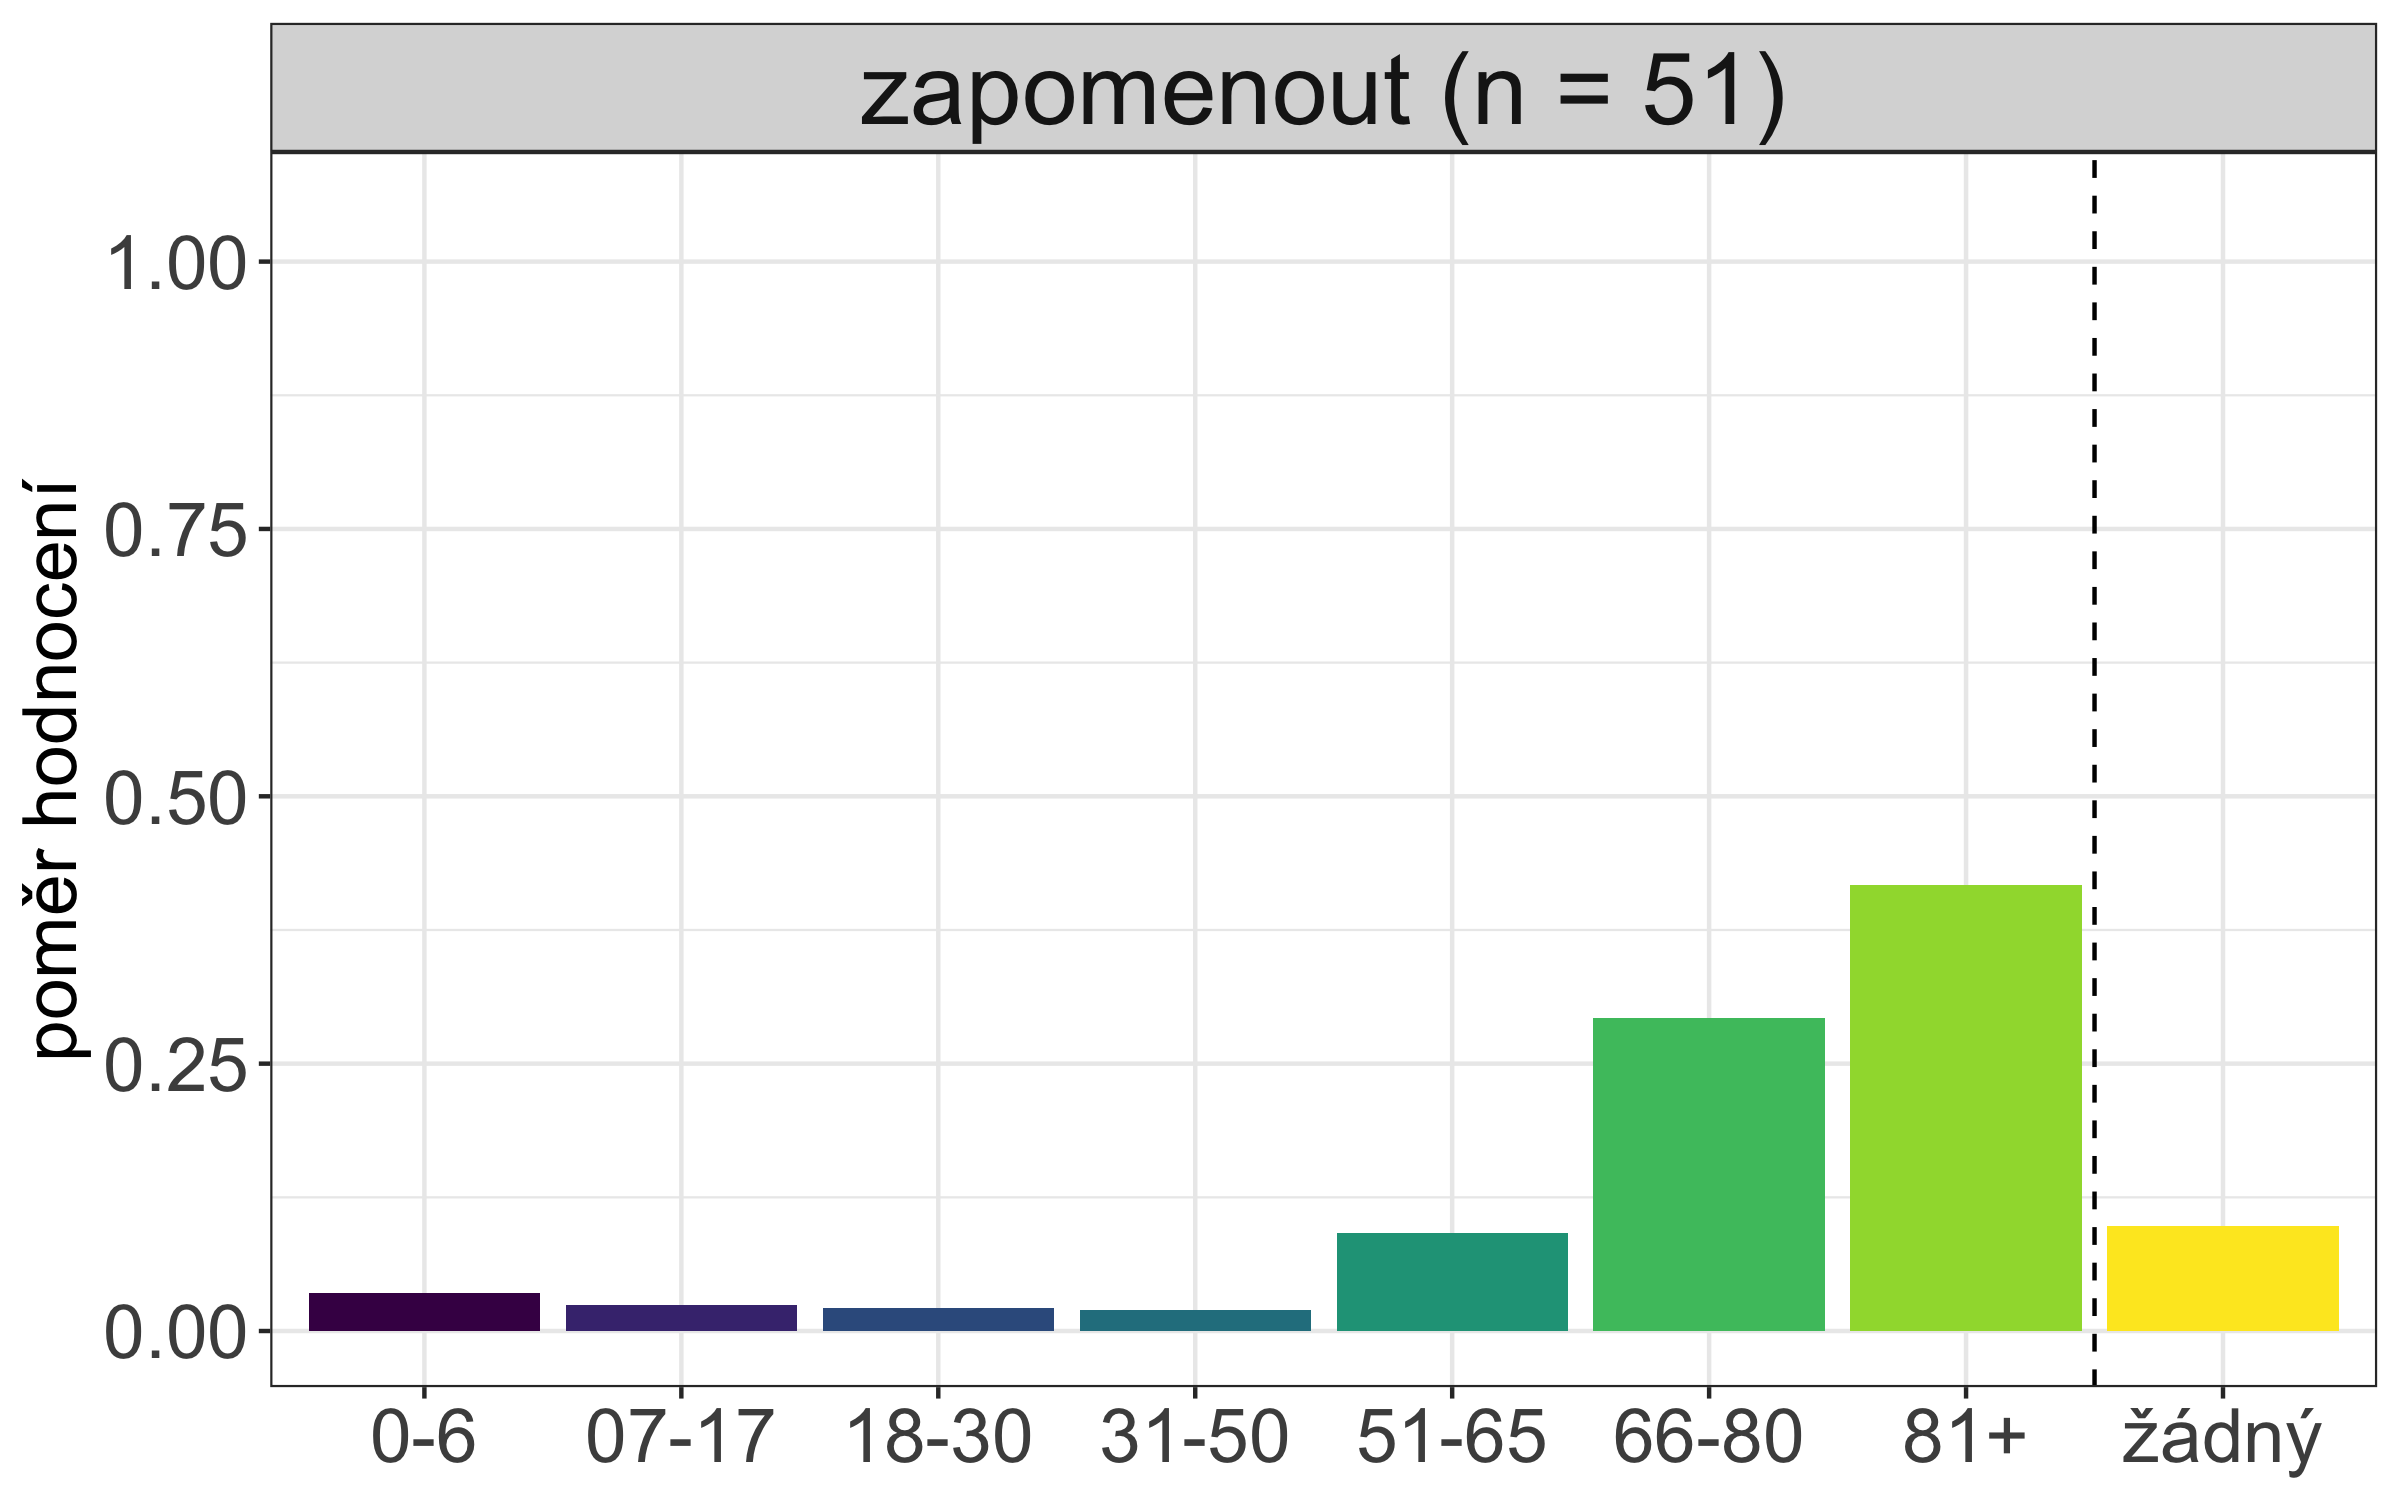 zapomenout (n = 51)
poměr hodnocení
1.00
0.75
0.50
0.25
0.00
0-6 07-17 18-30 31-50 51-65 66-80 81+ žádný